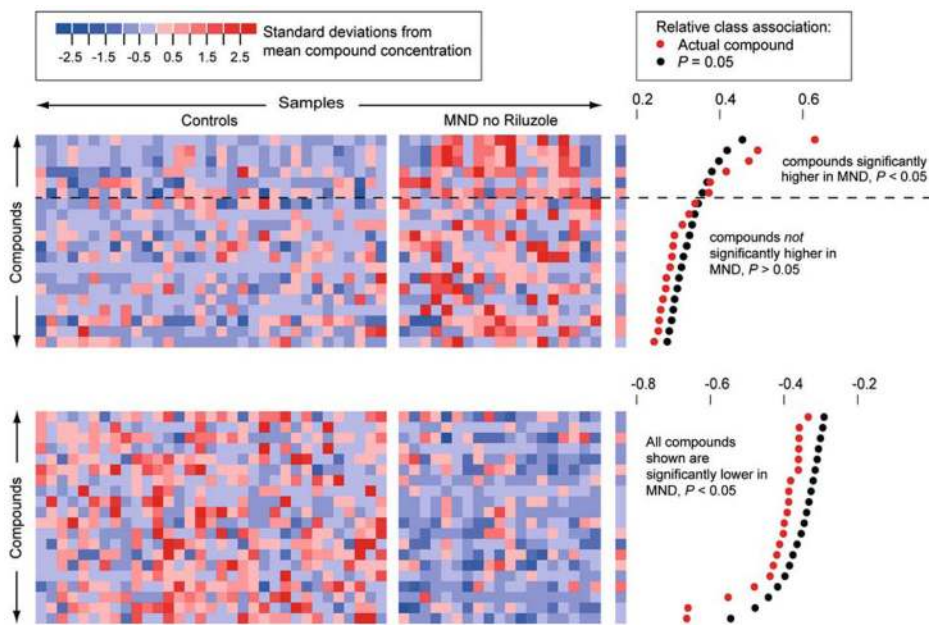 Standard deviations from
mean compound concentration
-2.5 -1.5 -0.5 0.5 1.5 2.5
Relative class association:
Actual compound
P = 0.05
Samples
Controls
MND no Riluzole
0.2 0.4 0.6
Compounds
compounds significantly
higher in MND, P < 0.05
compounds not
significantly higher in
MND, P > 0.05
-0.8 -0.6 -0.4 -0.2
Compounds
All compounds
shown are
significantly lower in
MND, P < 0.05